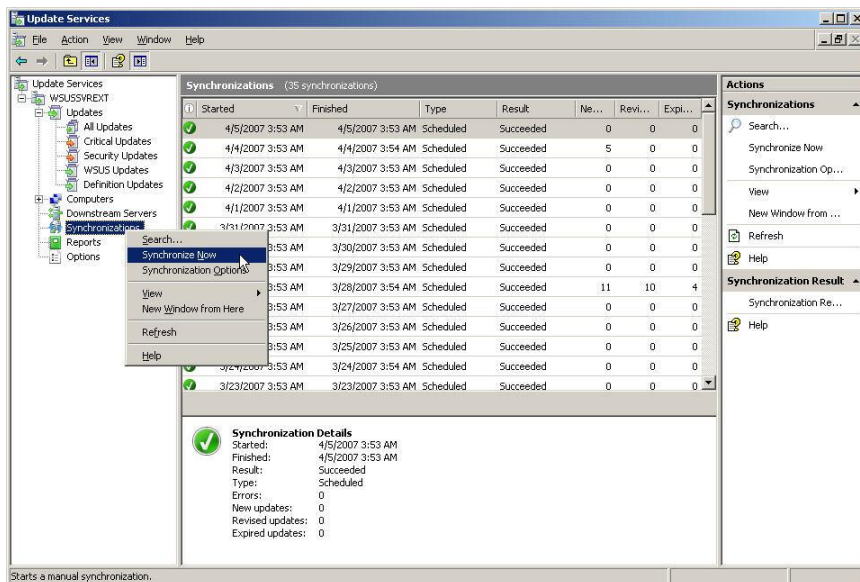 Update Services
File Action View Window Help
Update Services
WSUSSVREXT
Updates
All Updates
Critical Updates
Security Updates
WSUS Updates
Definition Updates
Computers
Downstream Servers
Synchronizations
Reports
Options
Search...
Synchronize Now
Synchronization Options
View
New Window from Here
Refresh
Help
Synchronizations (35 synchronizations)
Started Finished Type Result Ne... Revi... Expi...
4/5/2007 3:53 AM 4/5/2007 3:53 AM Scheduled Succeeded 0 0 0
4/4/2007 3:53 AM 4/4/2007 3:54 AM Scheduled Succeeded 5 0 0
4/3/2007 3:53 AM 4/3/2007 3:53 AM Scheduled Succeeded 0 0 0
4/2/2007 3:53 AM 4/2/2007 3:53 AM Scheduled Succeeded 0 0 0
4/1/2007 3:53 AM 4/1/2007 3:53 AM Scheduled Succeeded 0 0 0
3/31/2007 3:53 AM 3/31/2007 3:53 AM Scheduled Succeeded 0 0 0
3:53 AM 3/30/2007 3:53 AM Scheduled Succeeded 0 0 0
3:53 AM 3/29/2007 3:53 AM Scheduled Succeeded 0 0 0
3:53 AM 3/28/2007 3:54 AM Scheduled Succeeded 11 10 4
3:53 AM 3/27/2007 3:53 AM Scheduled Succeeded 0 0 0
3:53 AM 3/26/2007 3:53 AM Scheduled Succeeded 0 0 0
3:53 AM 3/25/2007 3:53 AM Scheduled Succeeded 0 0 0
3/24/2007 3:53 AM 3/24/2007 3:54 AM Scheduled Succeeded 0 0 0
3/23/2007 3:53 AM 3/23/2007 3:53 AM Scheduled Succeeded 0 0 0
Synchronization Details
Started: 4/5/2007 3:53 AM
Finished: 4/5/2007 3:53 AM
Result: Succeeded
Type: Scheduled
Errors: 0
New updates: 0
Revised updates: 0
Expired updates: 0
Actions
Synchronizations
Search...
Synchronize Now
Synchronization Op...
View
New Window from ...
Refresh
Help
Synchronization Result
Synchronization Re...
Help
Starts a manual synchronization.